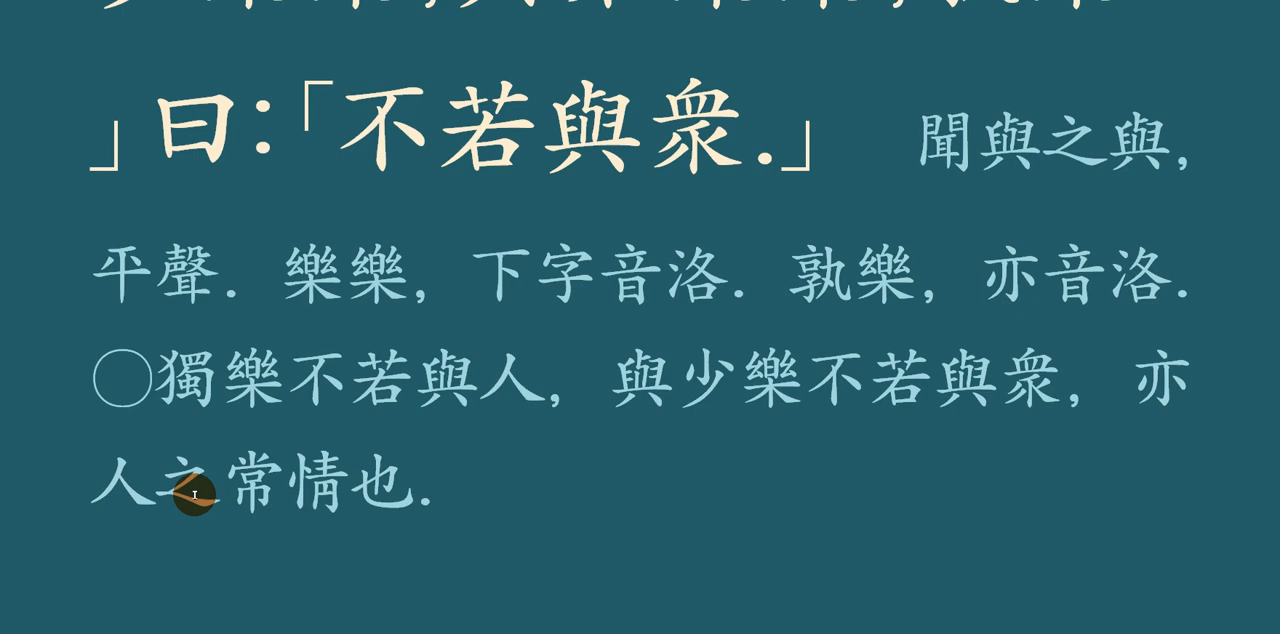 」曰:「不若與衆.」 聞與之與,
平聲. 樂樂, 下字音洛. 孰樂, 亦音洛.
〇獨樂不若與人, 與少樂不若與衆, 亦
人之常情也.